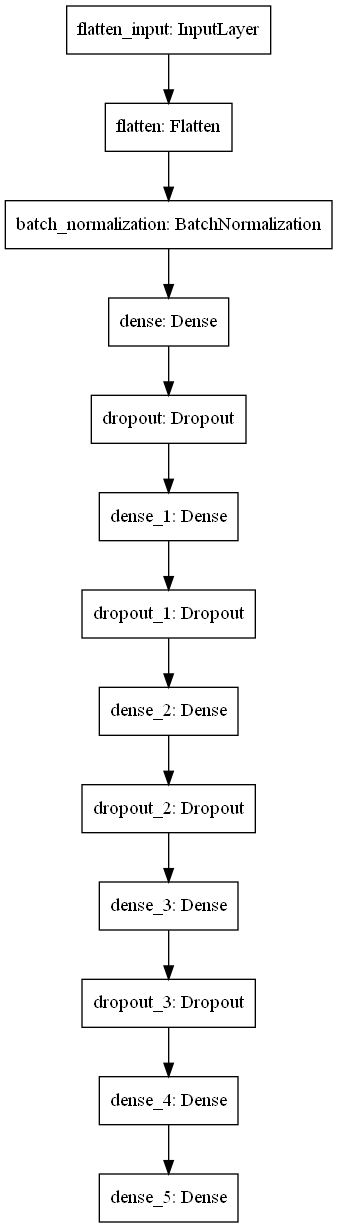 flatten_input: InputLayer
flatten: Flatten
batch_normalization: BatchNormalization
dense: Dense
dropout: Dropout
dense_1: Dense
dropout_1: Dropout
dense_2: Dense
dropout_2: Dropout
dense_3: Dense
dropout_3: Dropout
dense_4: Dense
dense_5: Dense